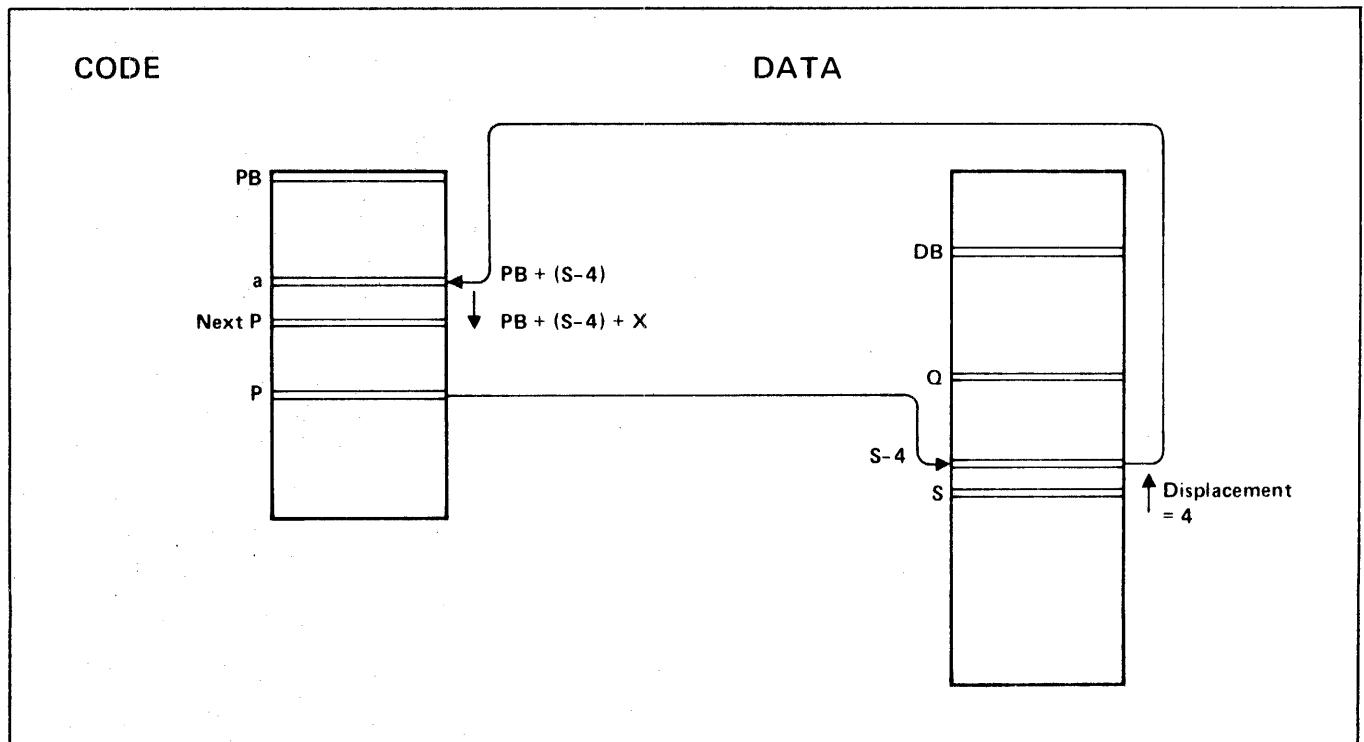 CODE
DATA
PB
a
PB + (S-4)
Next P
PB + (S-4) + X
P
DB
Q
S-4
S
Displacement
= 4